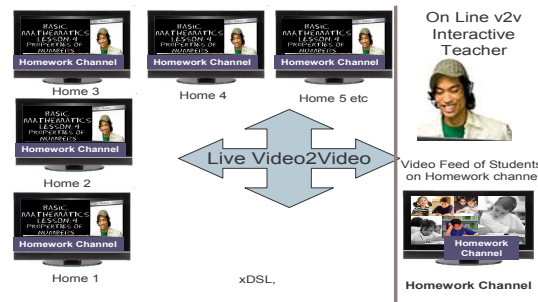 BASIC
MATHEMATICS
LESSON. 4
PROPERTIES OF
NUMBERS
Homework Channel
Home 3
BASIC
MATHEMATICS
LESSON. 4
PROPERTIES OF
NUMBERS
Homework Channel
Home 4
BASIC
MATHEMATICS
LESSON. 4
PROPERTIES OF
NUMBERS
Homework Channel
Home 5 etc
On Line v2v
Interactive
Teacher
BASIC
MATHEMATICS
LESSON. 4
PROPERTIES OF
NUMBERS
Homework Channel
Home 2
Live Video2Video
Video Feed of Students
on Homework channe
BASIC
MATHEMATICS
LESSON. 4
PROPERTIES OF
NUMBERS
Homework Channel
Home 1
xDSL,
Homework
Channel
Homework Channel